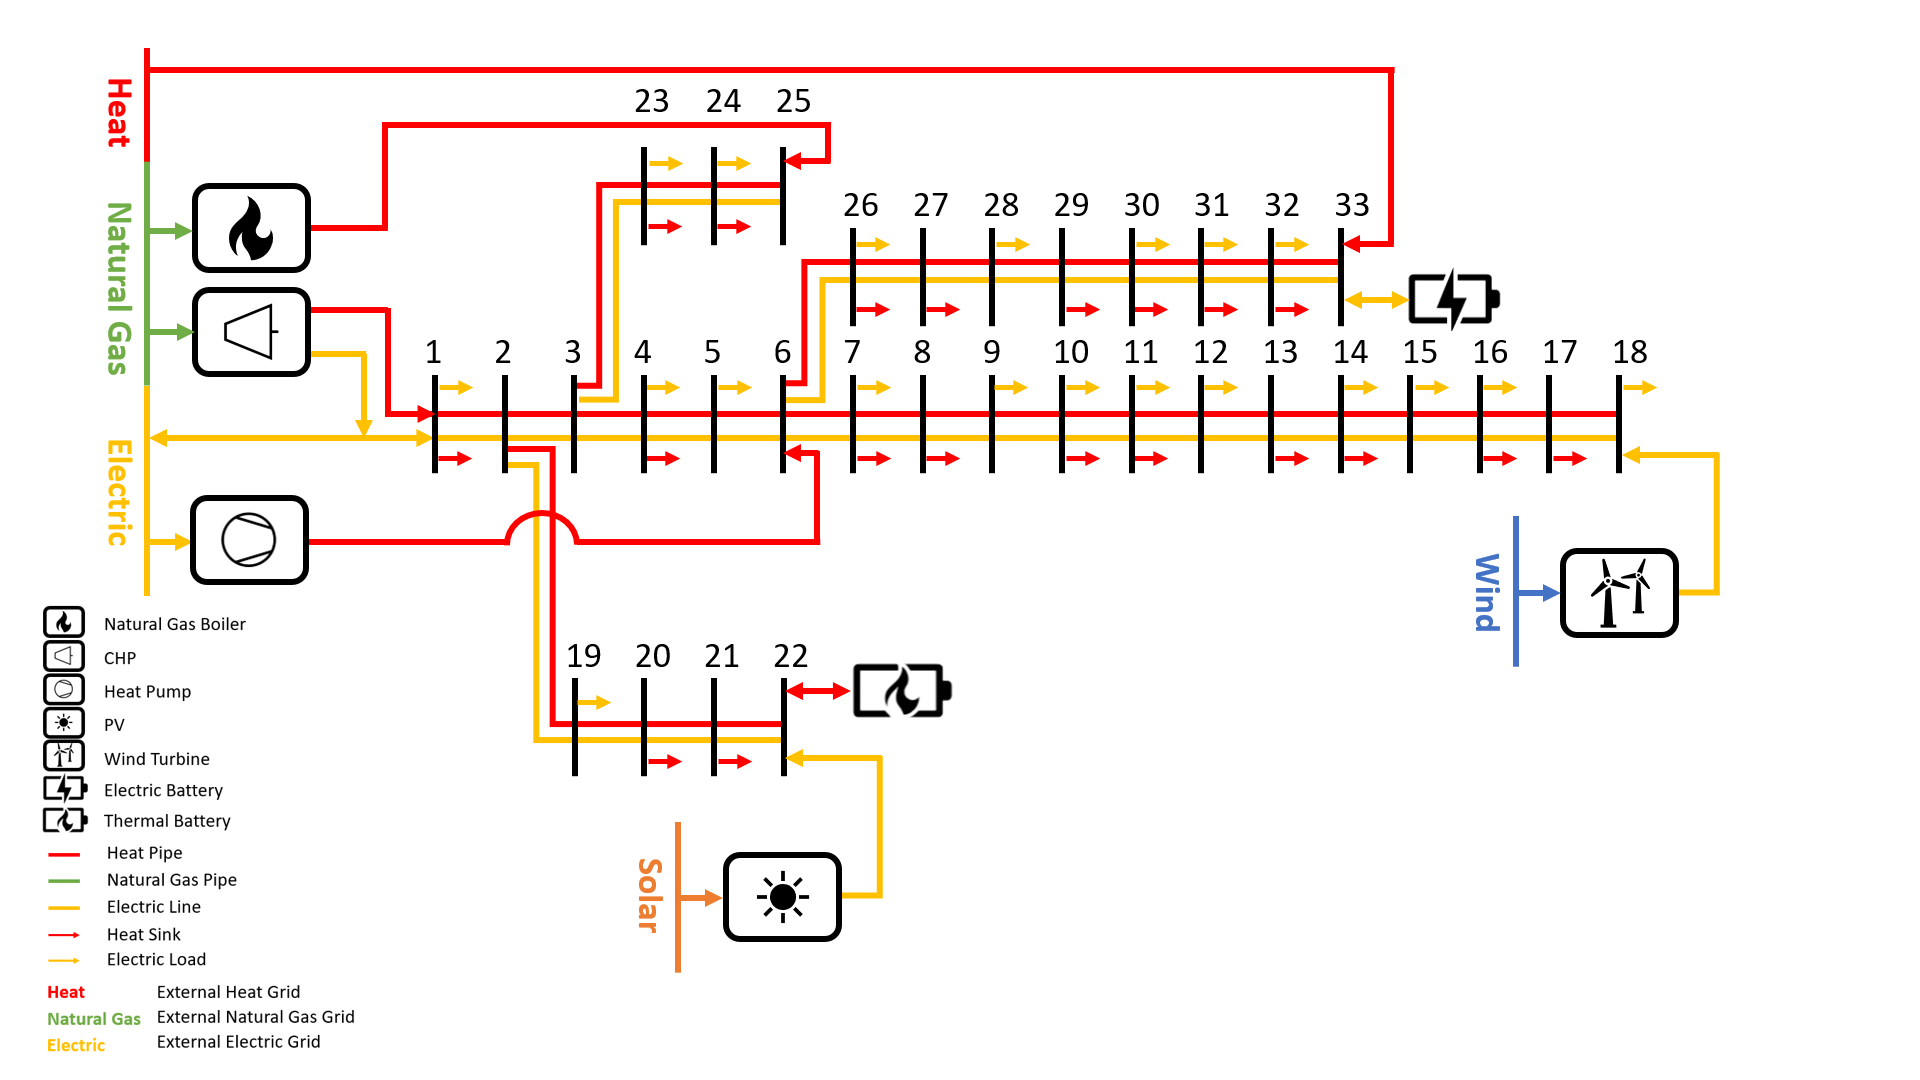 Heat
Natural Gas
Electric
23 24 25
26 27 28 29 30 31 32 33
1 2 3 4 5 6 7 8 9 10 11 12 13 14 15 16 17 18
Wind
19 20 21 22
Solar
Natural Gas Boiler
CHP
Heat Pump
PV
Wind Turbine
Electric Battery
Thermal Battery
Heat Pipe
Natural Gas Pipe
Electric Line
Heat Sink
Electric Load
Heat External Heat Grid
Natural Gas External Natural Gas Grid
Electric External Electric Grid